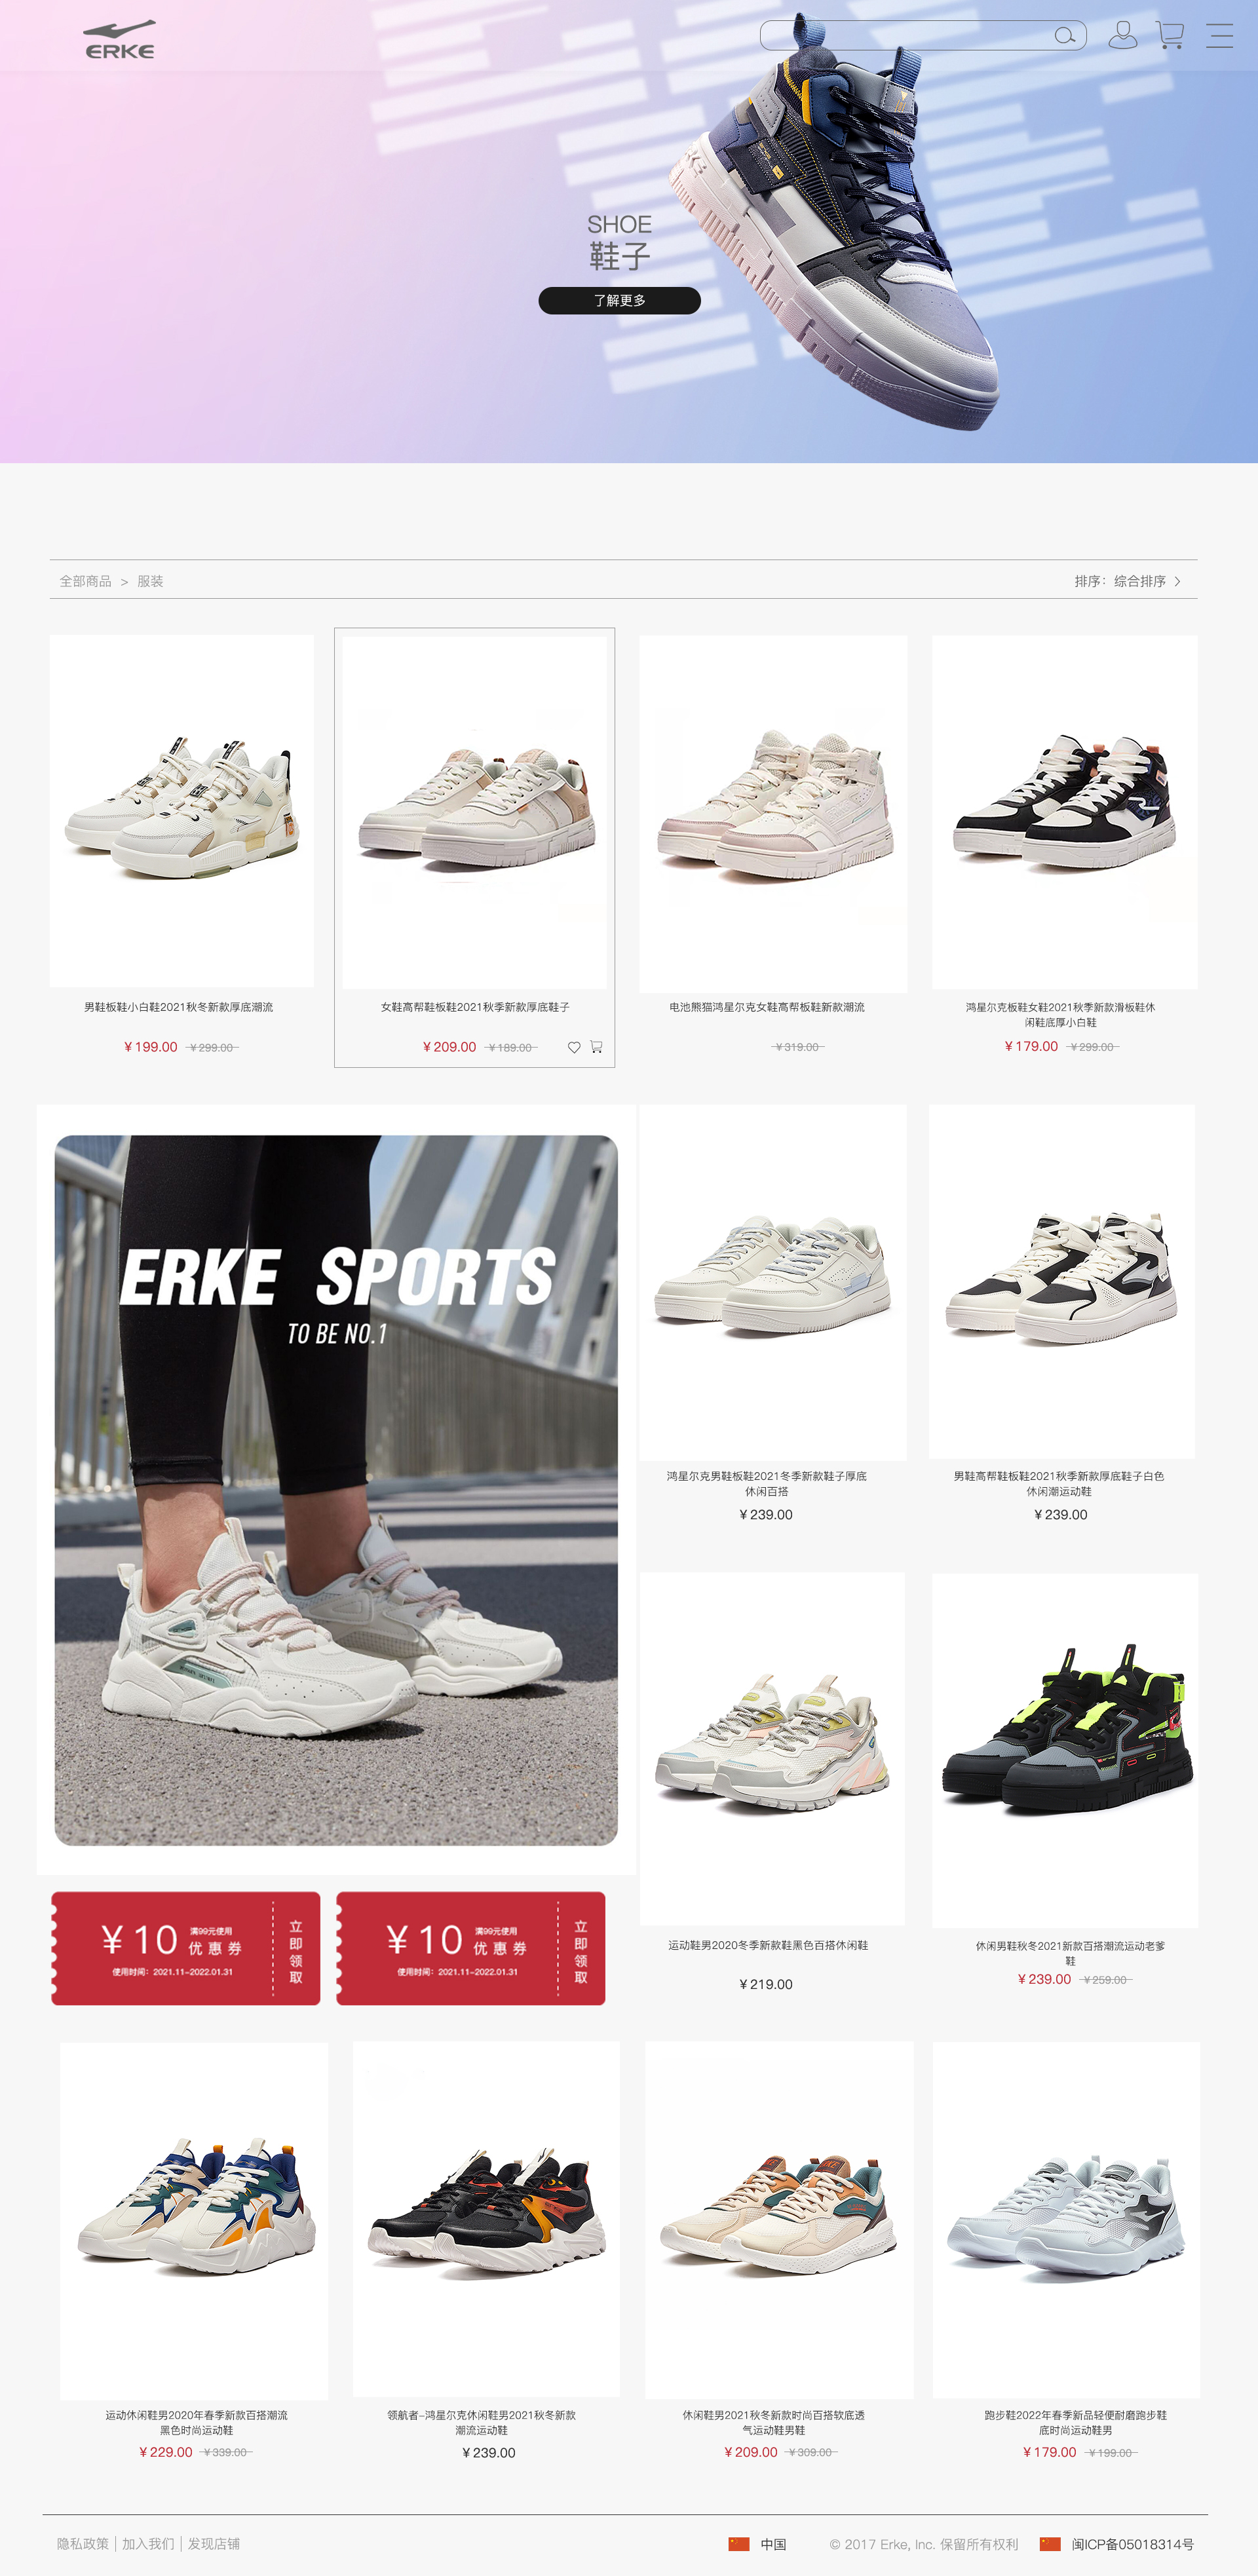 ERKE
SHOE
鞋子
了解更多
全部商品 > 服装
排序：综合排序 >
男鞋板鞋小白鞋2021秋冬新款厚底潮流
￥199.00 ￥299.00
女鞋高帮鞋板鞋2021秋季新款厚底鞋子
￥209.00 ￥189.00
电池熊猫鸿星尔克女鞋高帮板鞋新款潮流
￥319.00
鸿星尔克板鞋女鞋2021秋季新款滑板鞋休
闲鞋底厚小白鞋
￥179.00 ￥299.00
ERKE SPORTS
TO BE NO.1
鸿星尔克男鞋板鞋2021冬季新款鞋子厚底
休闲百搭
￥239.00
男鞋高帮鞋板鞋2021秋季新款厚底鞋子白色
休闲潮运动鞋
￥239.00
运动鞋男2020冬季新款鞋黑色百搭休闲鞋
￥219.00
休闲男鞋秋冬2021新款百搭潮流运动老爹
鞋
￥239.00 ￥259.00
￥10 满99元使用
优惠券
使用时间：2021.11-2022.01.31
立即领取
￥10 满99元使用
优惠券
使用时间：2021.11-2022.01.31
立即领取
运动休闲鞋男2020年春季新款百搭潮流
黑色时尚运动鞋
￥229.00 ￥339.00
领航者-鸿星尔克休闲鞋男2021秋冬新款
潮流运动鞋
￥239.00
休闲鞋男2021秋冬新款时尚百搭软底透
气运动鞋男鞋
￥209.00 ￥309.00
跑步鞋2022年春季新品轻便耐磨跑步鞋
底时尚运动鞋男
￥179.00 ￥199.00
隐私政策│加入我们│发现店铺
中国 © 2017 Erke, Inc. 保留所有权利 闽ICP备05018314号